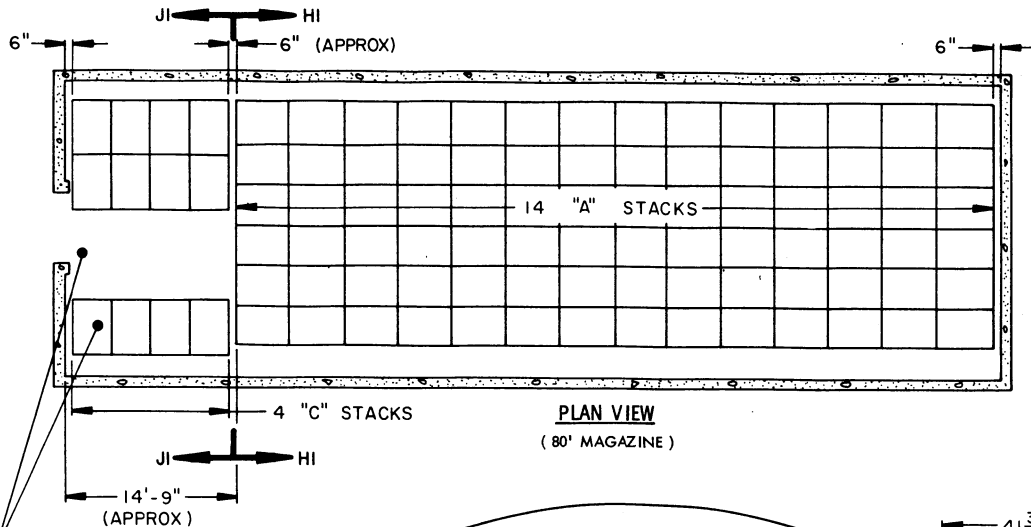 JI HI
6" 6" (APPROX) 6"
14 "A" STACKS
4 "C" STACKS
PLAN VIEW
( 80' MAGAZINE )
JI HI
14'-9"
(APPROX)